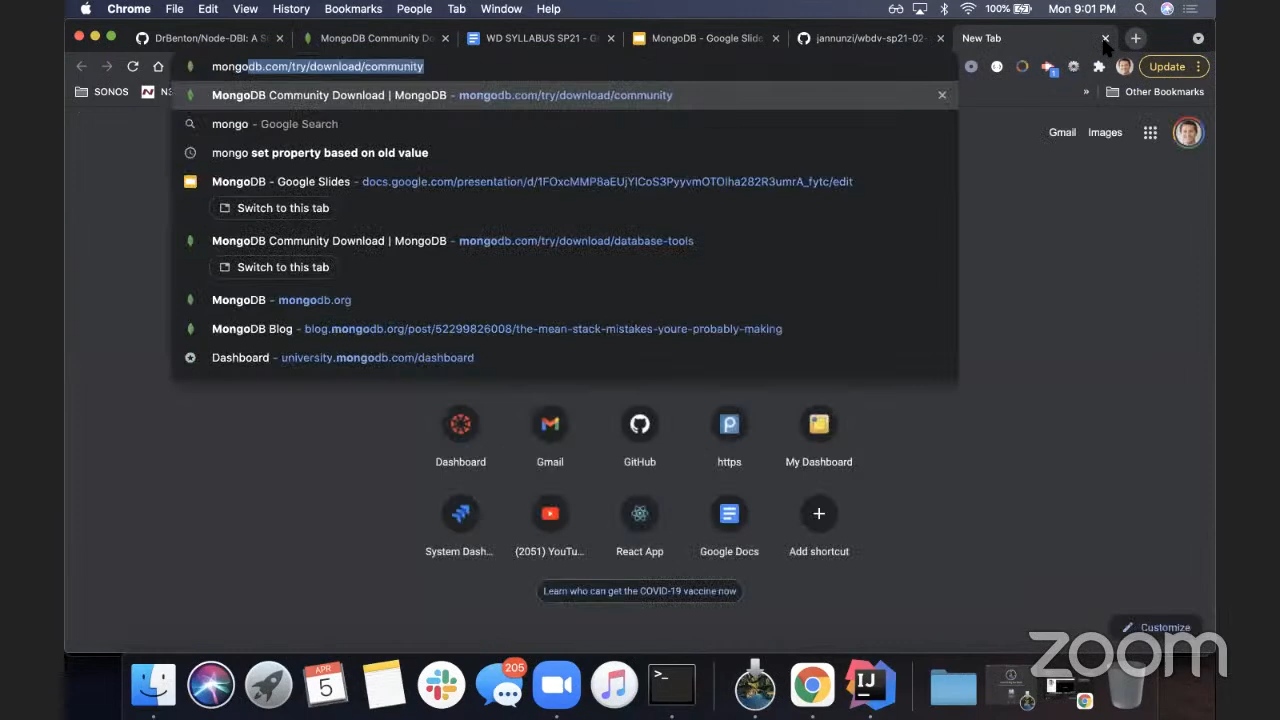 Chrome File Edit View History Bookmarks People Tab Window Help 100% Mon 9:01 PM
DrBenton/Node-DBI: A S MongoDB Community Do WD SYLLABUS SP21 - G MongoDB - Google Slide jannunzi/wbdv-sp21-02- New Tab
mongodb.com/try/download/community 1 Update
SONOS » Other Bookmarks
MongoDB Community Download | MongoDB - mongodb.com/try/download/community
mongo - Google Search
Gmail Images
mongo set property based on old value
MongoDB - Google Slides - docs.google.com/presentation/d/1FOxcMMP8aEUjYlCoS3PyyvmOTOlha282R3umrA_fytc/edit
Switch to this tab
MongoDB Community Download | MongoDB - mongodb.com/try/download/database-tools
Switch to this tab
MongoDB - mongodb.org
MongoDB Blog - blog.mongodb.org/post/52299826008/the-mean-stack-mistakes-youre-probably-making
Dashboard - university.mongodb.com/dashboard
Dashboard Gmail GitHub https My Dashboard
System Dash... (2051) YouTu... React App Google Docs Add shortcut
Learn who can get the COVID-19 vaccine now
Customize
zoom
APR 5 205 >_ IJ